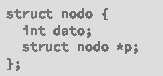 struct nodo {
  int dato;
  struct nodo *p;
};